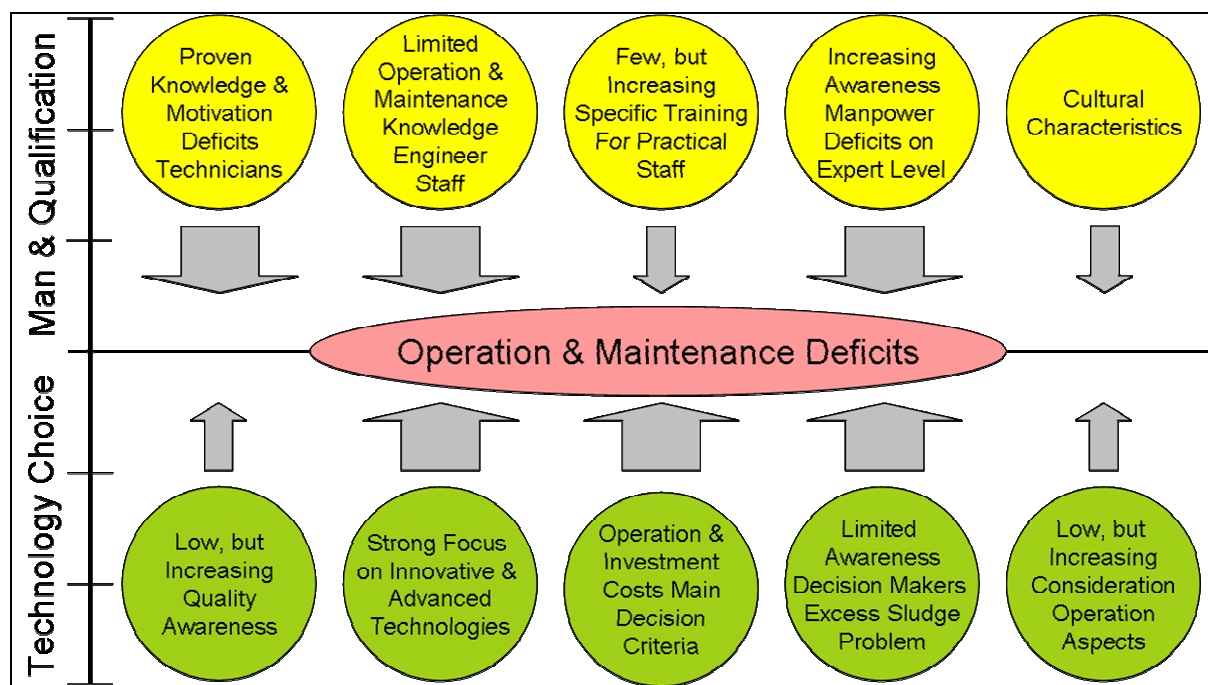 Man & Qualification
Proven
Knowledge &
Motivation
Deficits
Technicians
Limited
Operation &
Maintenance
Knowledge
Engineer
Staff
Few, but
Increasing
Specific Training
For Practical
Staff
Increasing
Awareness
Manpower
Deficits on
Expert Level
Cultural
Characteristics
Operation & Maintenance Deficits
Technology Choice
Low, but
Increasing
Quality
Awareness
Strong Focus
on Innovative &
Advanced
Technologies
Operation &
Investment
Costs Main
Decision
Criteria
Limited
Awareness
Decision Makers
Excess Sludge
Problem
Low, but
Increasing
Consideration
Operation
Aspects